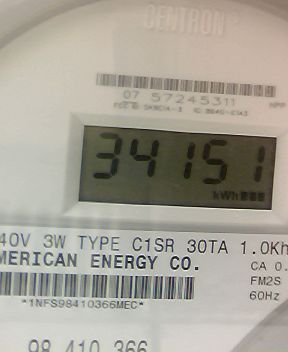 CENTRON®
07 57245311
34151
kWh
40V 3W TYPE C1SR 30TA 1.0Kh
MERICAN ENERGY CO.
CA 0.
FM2S
*1NFS98410366MEC*
60Hz
98 410 366